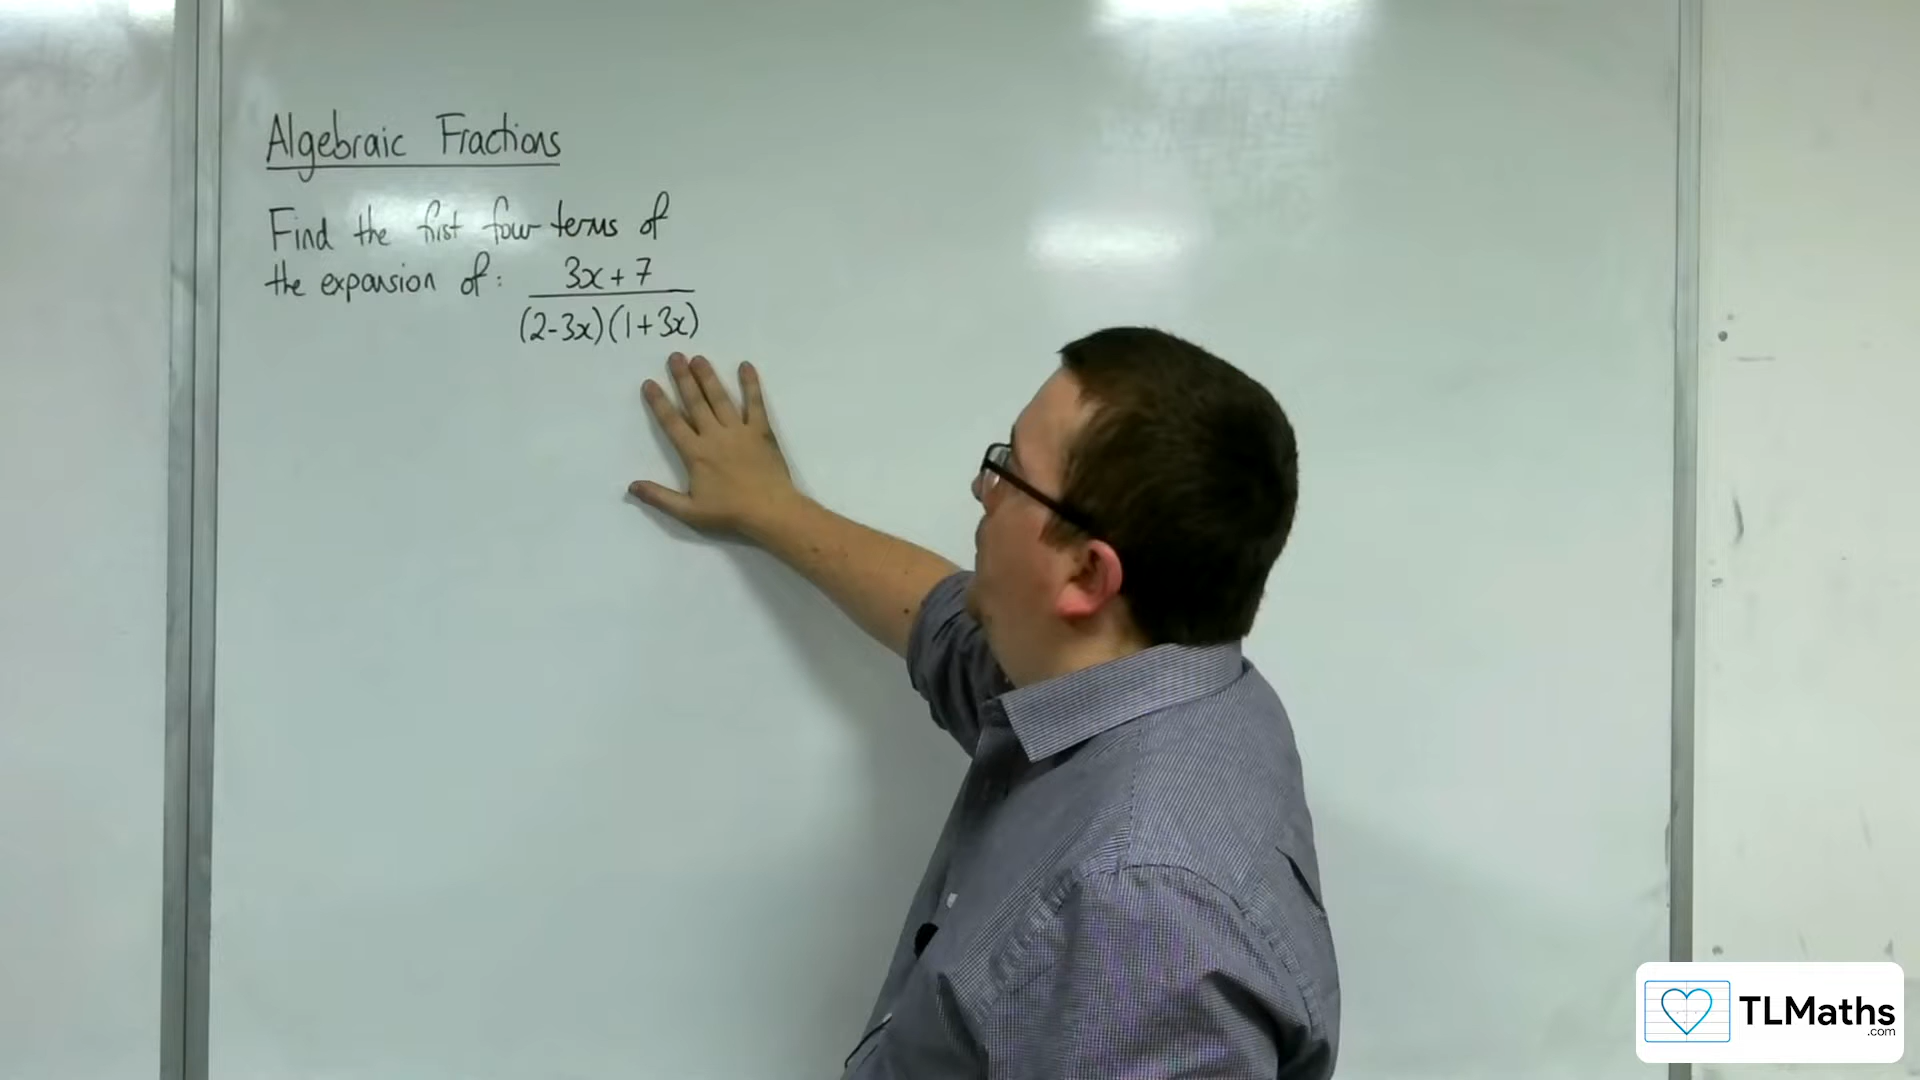 Algebraic Fractions
Find the first four terms of
the expansion of: 3x + 7
(2-3x)(1+3x)
TLMaths
.com